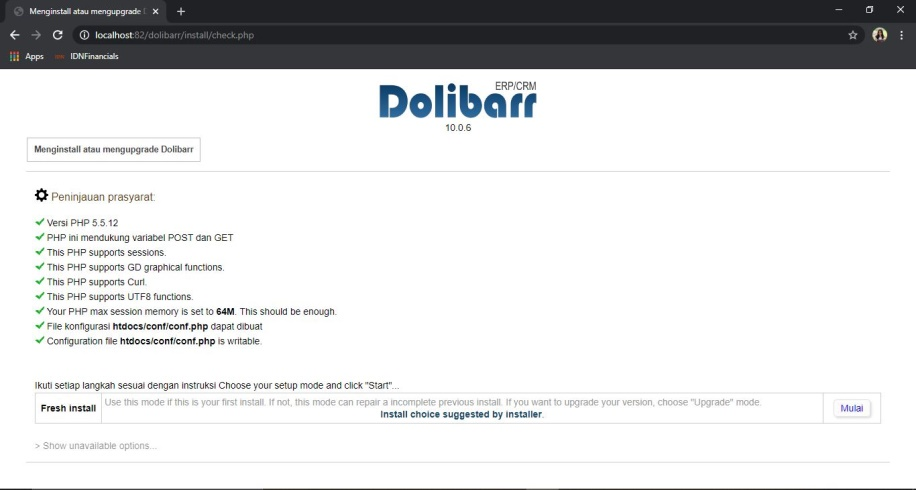 Menginstall atau mengupgrade
localhost:82/dolibarr/install/check.php
Apps IDNFinancials
ERP/CRM
Dolibarr
10.0.6
Menginstall atau mengupgrade Dolibarr
Peninjauan prasyarat:
Versi PHP 5.5.12
PHP ini mendukung variabel POST dan GET
This PHP supports sessions.
This PHP supports GD graphical functions.
This PHP supports Curl.
This PHP supports UTF8 functions.
Your PHP max session memory is set to 64M. This should be enough.
File konfigurasi htdocs/conf/conf.php dapat dibuat
Configuration file htdocs/conf/conf.php is writable.
Ikuti setiap langkah sesuai dengan instruksi Choose your setup mode and click "Start"...
Fresh install Use this mode if this is your first install. If not, this mode can repair a incomplete previous install. If you want to upgrade your version, choose "Upgrade" mode. Mulai
Install choice suggested by installer.
> Show unavailable options...